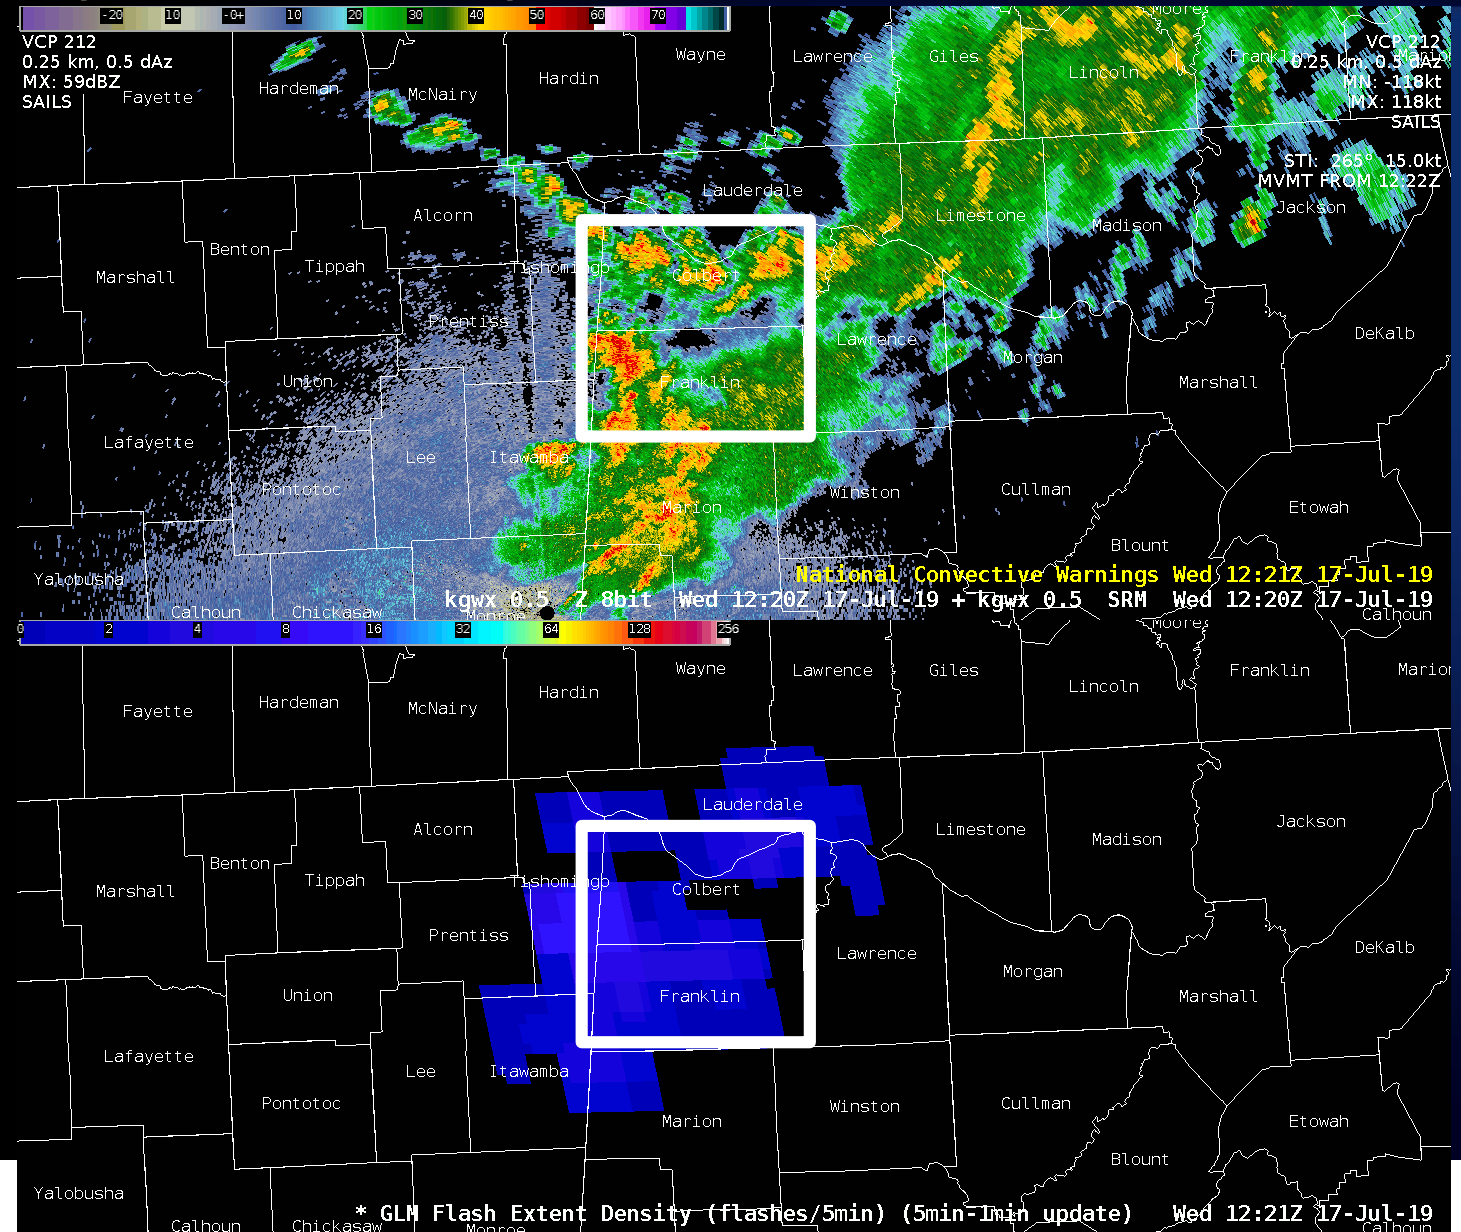 -20 -10 -0+ 10 20 30 40 50 60 70
VCP 212
0.25 km, 0.5 dAz
MX: 59dBZ
SAILS
VCP 212
0.25 km, 0.5 dAz
MN: -118kt
MX: 118kt
SAILS
STI: 265° 15.0kt
MVMT FROM 12:22Z
Moore
Wayne Lawrence Giles Franklin Marion
Fayette Hardeman McNairy Hardin Lincoln
Lauderdale
Alcorn Limestone Madison Jackson
Benton Tippah Tishomingo Colbert
Marshall
Prentiss Lawrence Morgan DeKalb
Union Franklin Marshall
Lafayette Lee Itawamba
Pontotoc Marion Winston Cullman Etowah
Blount
Yalobusha
National Convective Warnings Wed 12:21Z 17-Jul-19
kgwx 0.5 Z 8bit Wed 12:20Z 17-Jul-19 + kgwx 0.5 SRM Wed 12:20Z 17-Jul-19
Calhoun Chickasaw Monroe Calhoun
0 2 4 8 16 32 64 128 256
Moore
Wayne Lawrence Giles Franklin Marion
Fayette Hardeman McNairy Hardin Lincoln
Lauderdale
Alcorn Limestone Madison Jackson
Benton Tippah Tishomingo Colbert
Marshall
Prentiss Lawrence Morgan DeKalb
Union Franklin Marshall
Lafayette Lee Itawamba
Pontotoc Marion Winston Cullman Etowah
Blount
Yalobusha
* GLM Flash Extent Density (flashes/5min) (5min-1min update) Wed 12:21Z 17-Jul-19
Calhoun Chickasaw Monroe Calhoun